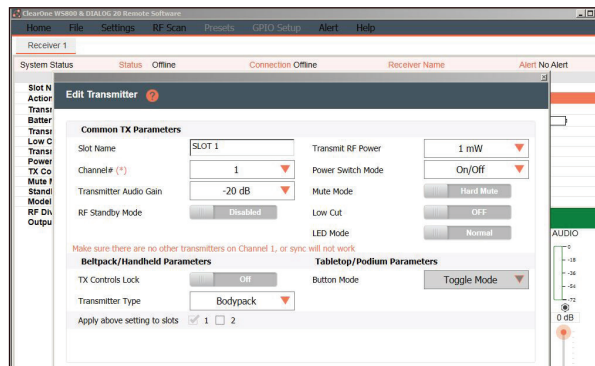 ClearOne WS800 & DIALOG 20 Remote Software
Home File Settings RF Scan Presets GPIO Setup Alert Help
Receiver 1
System Status Status Offline Connection Offline Receiver Name Alert No Alert
Slot N
Action
Transr
Batter
Transr
Low C
Transr
Power
TX Co
Mute
Standl
Model
RF Div
Outpu
Edit Transmitter ?
Common TX Parameters
Slot Name SLOT 1 Transmit RF Power 1 mW
Channel# (*) 1 Power Switch Mode On/Off
Transmitter Audio Gain -20 dB Mute Mode Hard Mute
RF Standby Mode Disabled Low Cut OFF
LED Mode Normal
Make sure there are no other transmitters on Channel 1, or sync will not work
Beltpack/Handheld Parameters Tabletop/Podium Parameters
TX Controls Lock Off Button Mode Toggle Mode
Transmitter Type Bodypack
Apply above setting to slots 1 2
AUDIO
0
-18
-36
-54
-72
0 dB